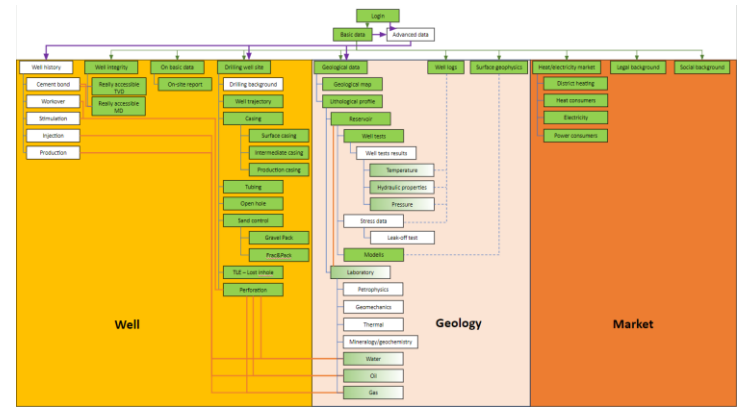 Login
Basic data
Advanced data
Well history
Well integrity
On basic data
Drilling well site
Geological data
Well logs
Surface geophysics
Heat/electricity market
Legal background
Social background
Cement bond
Workover
Stimulation
Injection
Production
Really accessible
TVD
Really accessible
MD
On-site report
Drilling background
Well trajectory
Casing
Surface casing
Intermediate casing
Production casing
Tubing
Open hole
Sand control
Gravel Pack
Frac&Pack
TLE – Lost inhole
Perforation
Geological map
Lithological profile
Reservoir
Well tests
Well tests results
Temperature
Hydraulic properties
Pressure
Stress data
Leak-off test
Modells
Laboratory
Petrophysics
Geomechanics
Thermal
Mineralogy/geochemistry
Water
Oil
Gas
District heating
Heat consumers
Electricity
Power consumers
Well
Geology
Market